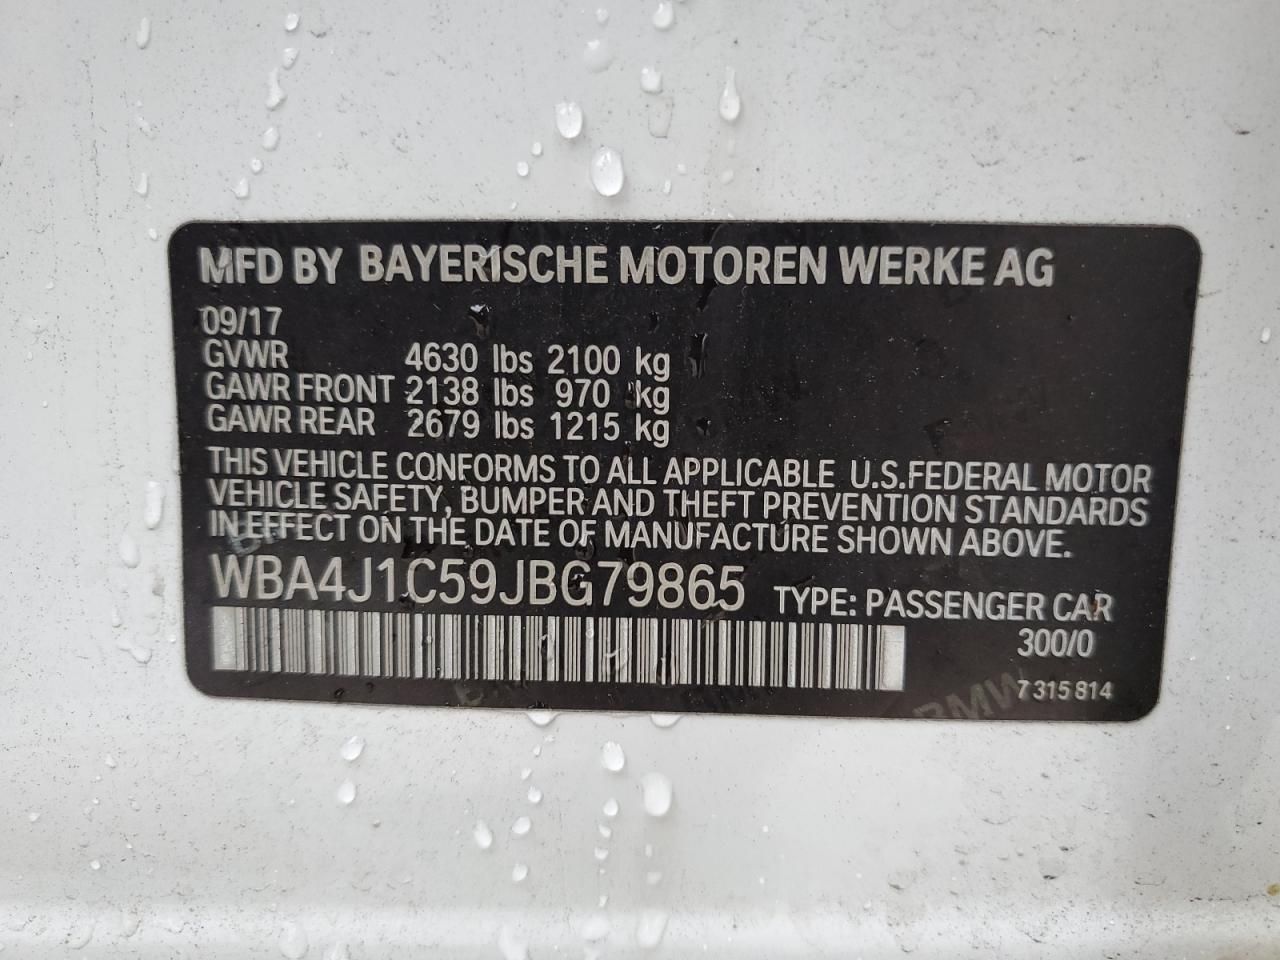 MFD BY BAYERISCHE MOTOREN WERKE AG
09/17
GVWR 4630 lbs 2100 kg
GAWR FRONT 2138 lbs 970 kg
GAWR REAR 2679 lbs 1215 kg
THIS VEHICLE CONFORMS TO ALL APPLICABLE U.S.FEDERAL MOTOR
VEHICLE SAFETY, BUMPER AND THEFT PREVENTION STANDARDS
IN EFFECT ON THE DATE OF MANUFACTURE SHOWN ABOVE.
WBA4J1C59JBG79865 TYPE: PASSENGER CAR
300/0
7 315 814
BMW